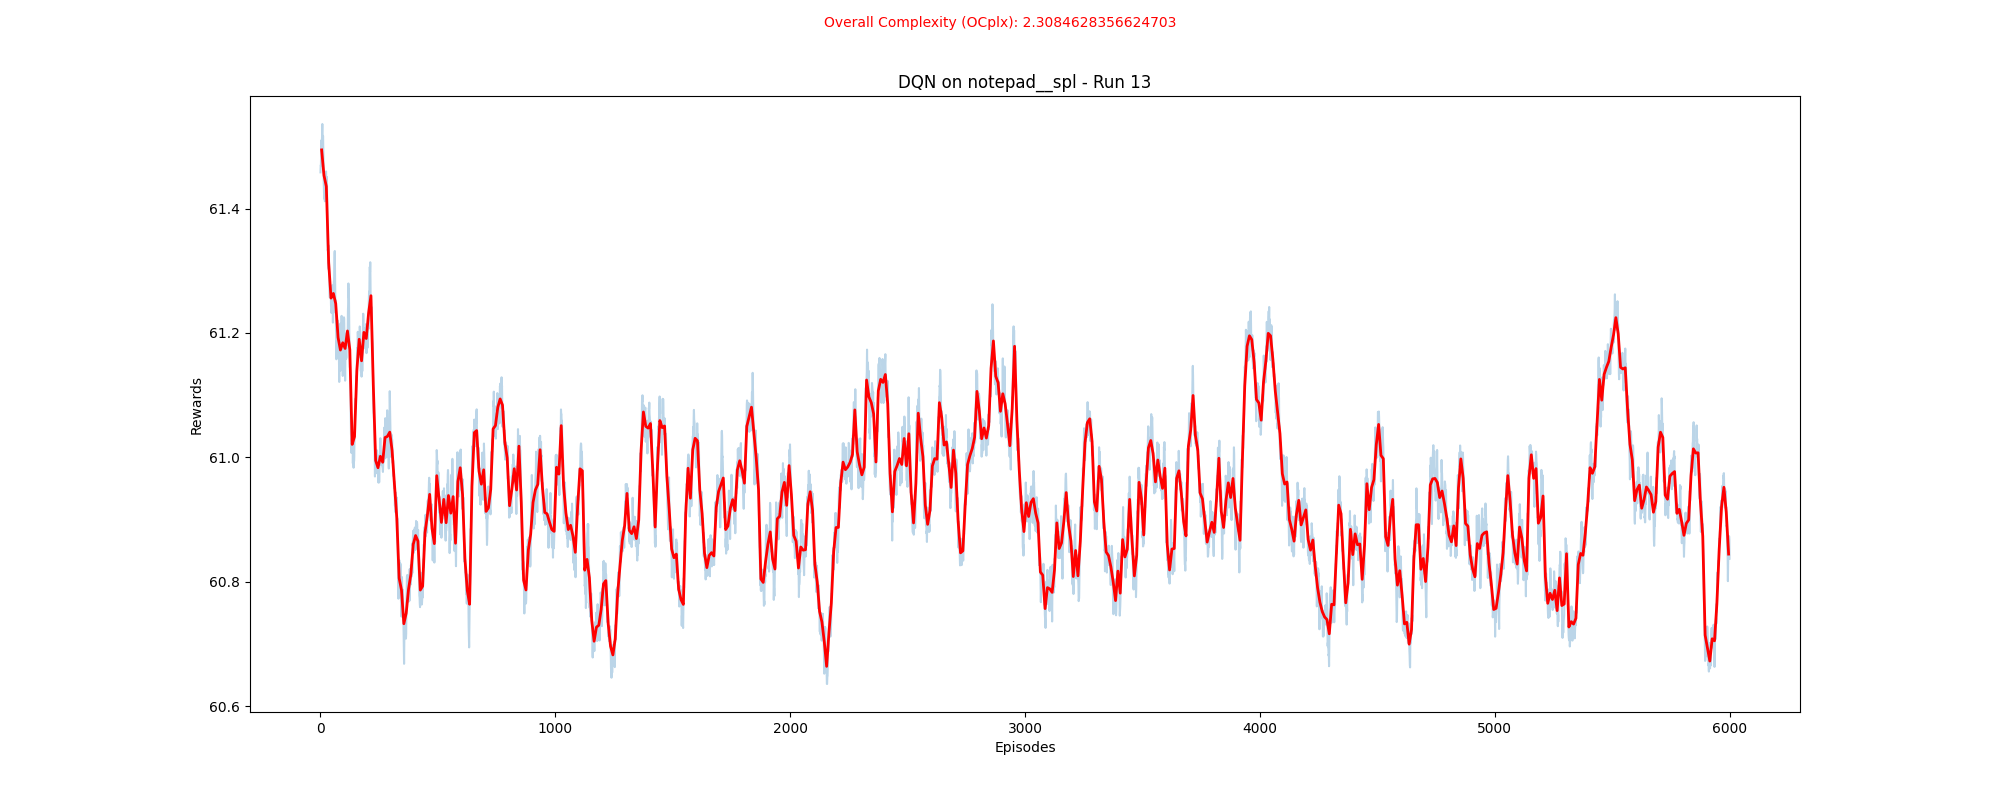 Overall Complexity (OCplx): 2.3084628356624703
DQN on notepad__spl - Run 13
Rewards
61.4
61.2
61.0
60.8
60.6
0 1000 2000 3000 4000 5000 6000
Episodes